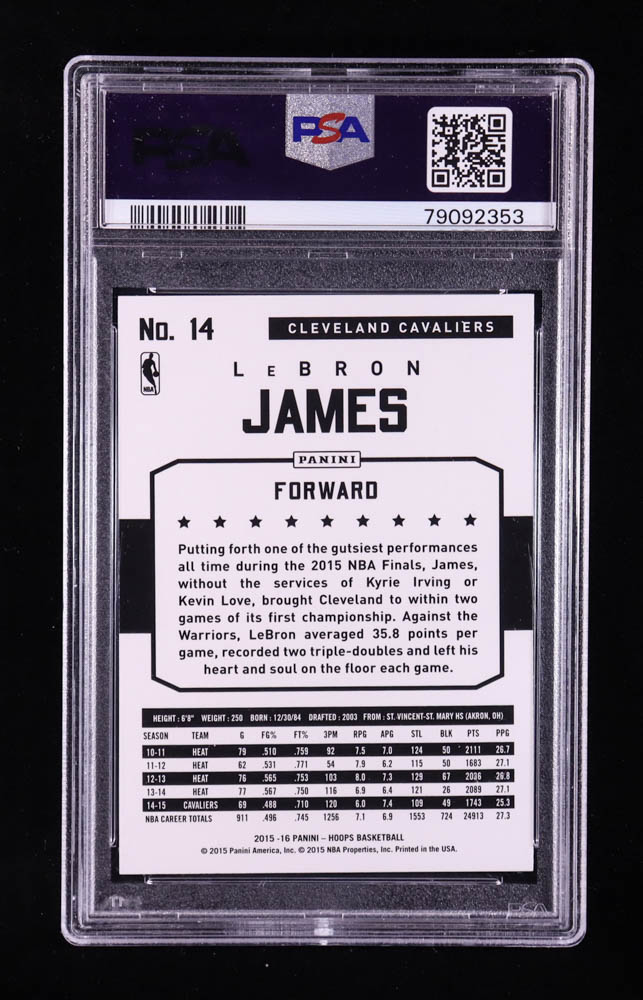 PSA
PSA
79092353
No. 14
CLEVELAND CAVALIERS
NBA
LeBRON
JAMES
PANINI
FORWARD
Putting forth one of the gutsiest performances
all time during the 2015 NBA Finals, James,
without the services of Kyrie Irving or
Kevin Love, brought Cleveland to within two
games of its first championship. Against the
Warriors, LeBron averaged 35.8 points per
game, recorded two triple-doubles and left his
heart and soul on the floor each game.
HEIGHT: 6'8" WEIGHT: 250 BORN: 12/30/84 DRAFTED: 2003 FROM: ST. VINCENT-ST. MARY HS (AKRON, OH)
SEASON TEAM G FG% FT% 3PM RPG APG STL BLK PTS PPG
10-11 HEAT 79 .510 .759 92 7.5 7.0 124 50 2111 26.7
11-12 HEAT 62 .531 .771 54 7.9 6.2 115 50 1683 27.1
12-13 HEAT 76 .565 .753 103 8.0 7.3 129 67 2036 26.8
13-14 HEAT 77 .567 .750 116 6.9 6.4 121 26 2089 27.1
14-15 CAVALIERS 69 .488 .710 120 6.0 7.4 109 49 1743 25.3
NBA CAREER TOTALS 911 .496 .745 1256 7.1 6.9 1553 724 24913 27.3
2015 -16 PANINI – HOOPS BASKETBALL
© 2015 Panini America, Inc. © 2015 NBA Properties, Inc. Printed in the USA.
PSA